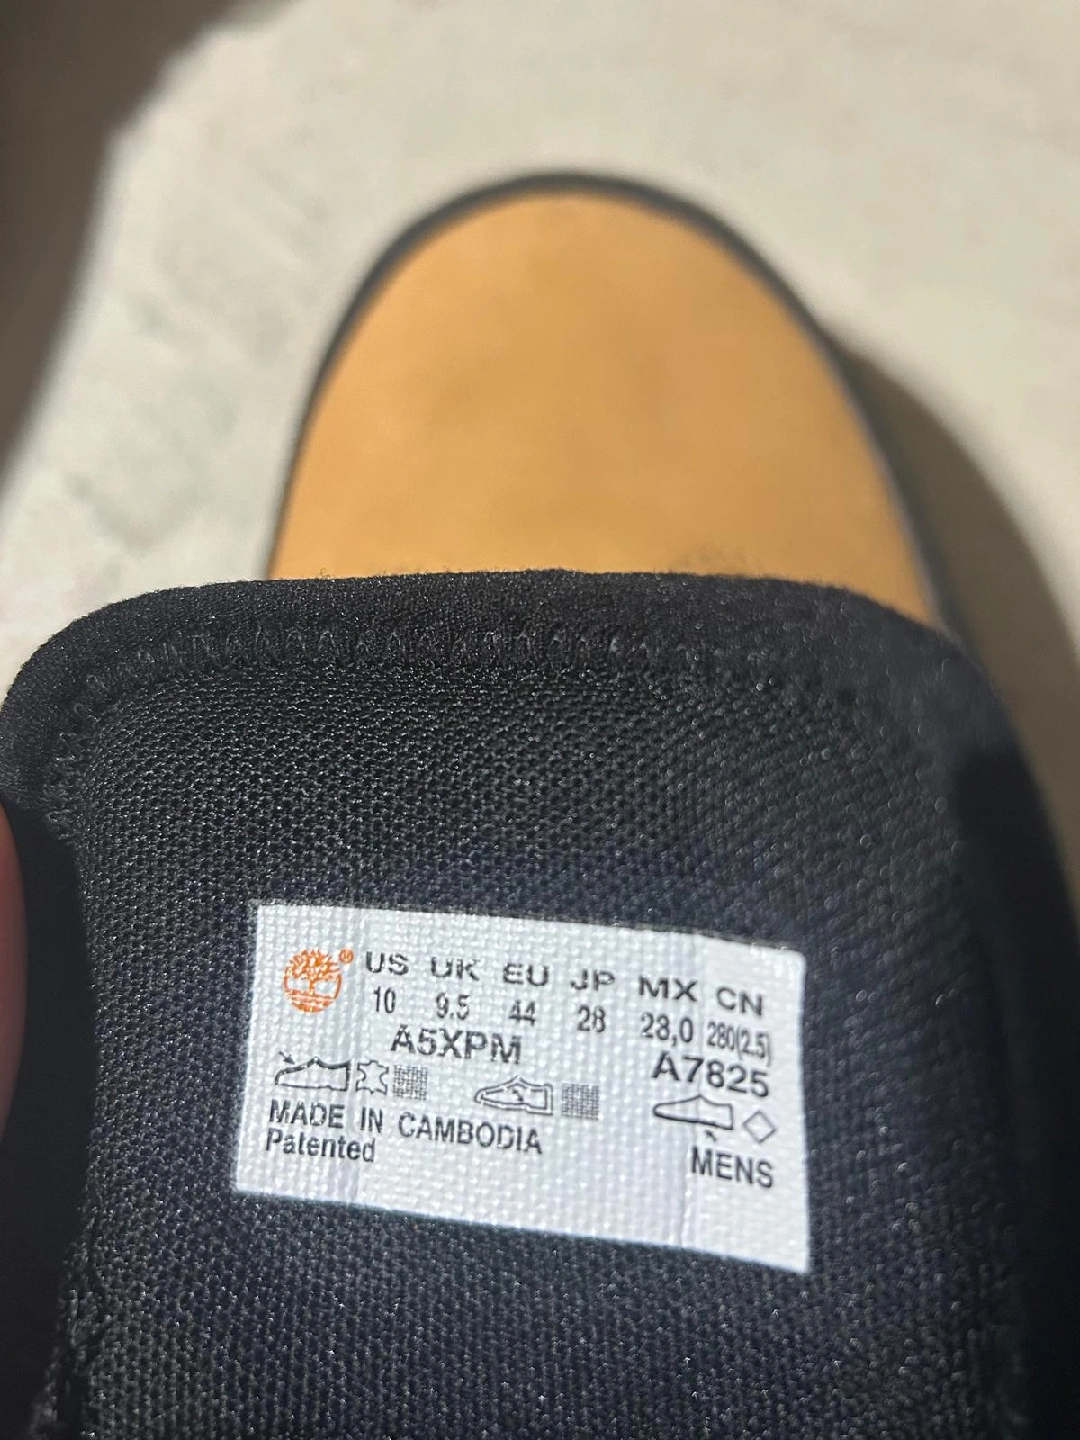 ®
US UK EU JP MX CN
10 9.5 44 28 28,0 280(2.5)
A5XPM A7825
MADE IN CAMBODIA
Patented MENS